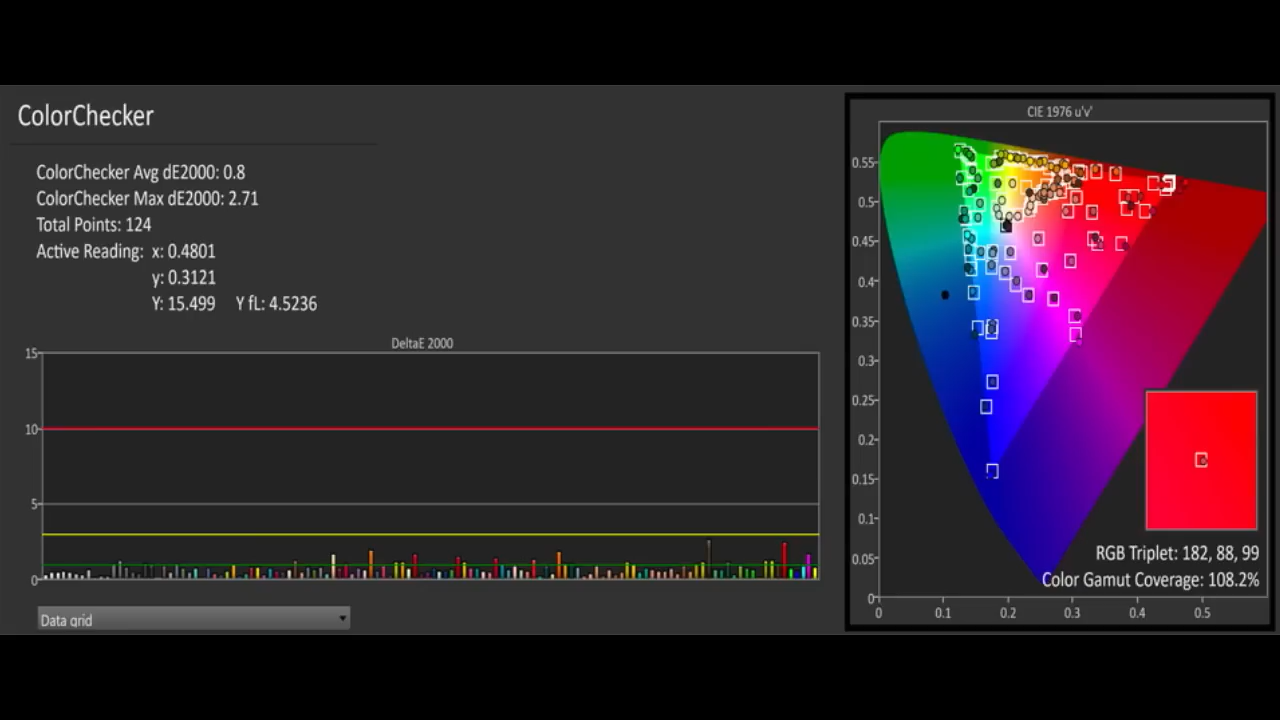 ColorChecker
ColorChecker Avg dE2000: 0.8
ColorChecker Max dE2000: 2.71
Total Points: 124
Active Reading: x: 0.4801
y: 0.3121
Y: 15.499 Y fL: 4.5236
DeltaE 2000
15
10
5
0
Data grid
CIE 1976 u'v'
0.55
0.5
0.45
0.4
0.35
0.3
0.25
0.2
0.15
0.1
0.05
0
0 0.1 0.2 0.3 0.4 0.5
RGB Triplet: 182, 88, 99
Color Gamut Coverage: 108.2%